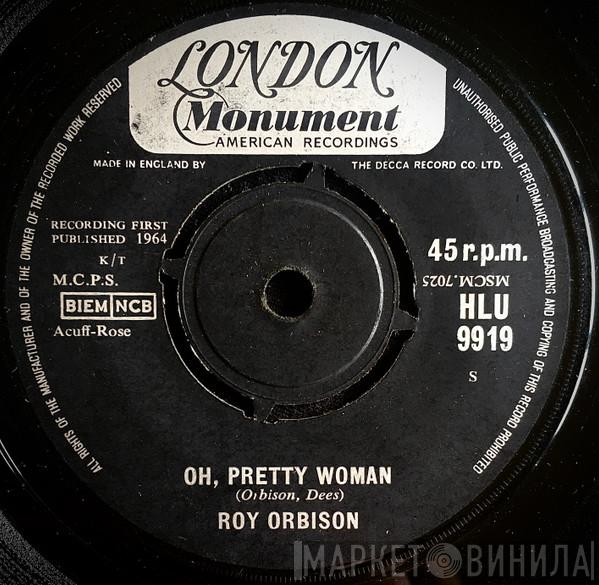 LONDON
Monument
AMERICAN RECORDINGS
MADE IN ENGLAND BY THE DECCA RECORD CO. LTD.
ALL RIGHTS OF THE MANUFACTURER AND OF THE OWNER OF THE RECORDED WORK RESERVED
UNAUTHORISED PUBLIC PERFORMANCE BROADCASTING AND COPYING OF THIS RECORD PROHIBITED
RECORDING FIRST
PUBLISHED 1964
K/T
M.C.P.S.
BIEM NCB
Acuff-Rose
45 r.p.m.
MSCM.7025
HLU
9919
S
OH, PRETTY WOMAN
(Orbison, Dees)
ROY ORBISON
МАРКЕТ ВИНИЛА